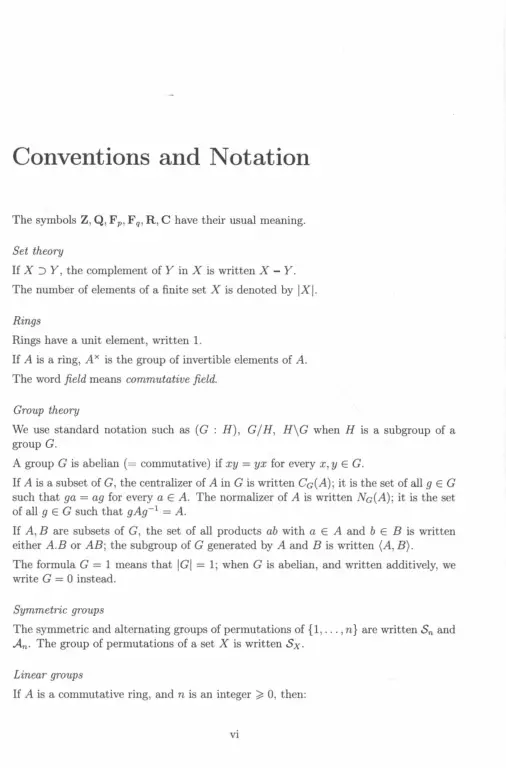 Conventions and Notation
The symbols Z, Q, F_p, F_q, R, C have their usual meaning.
Set theory
If X ⊃ Y, the complement of Y in X is written X − Y.
The number of elements of a finite set X is denoted by |X|.
Rings
Rings have a unit element, written 1.
If A is a ring, A^× is the group of invertible elements of A.
The word field means commutative field.
Group theory
We use standard notation such as (G : H), G/H, H\G when H is a subgroup of a
group G.
A group G is abelian (= commutative) if xy = yx for every x, y ∈ G.
If A is a subset of G, the centralizer of A in G is written C_G(A); it is the set of all g ∈ G
such that ga = ag for every a ∈ A. The normalizer of A is written N_G(A); it is the set
of all g ∈ G such that gAg^{-1} = A.
If A, B are subsets of G, the set of all products ab with a ∈ A and b ∈ B is written
either A.B or AB; the subgroup of G generated by A and B is written ⟨A, B⟩.
The formula G = 1 means that |G| = 1; when G is abelian, and written additively, we
write G = 0 instead.
Symmetric groups
The symmetric and alternating groups of permutations of {1, . . . , n} are written S_n and
A_n. The group of permutations of a set X is written S_X.
Linear groups
If A is a commutative ring, and n is an integer ⩾ 0, then:
vi